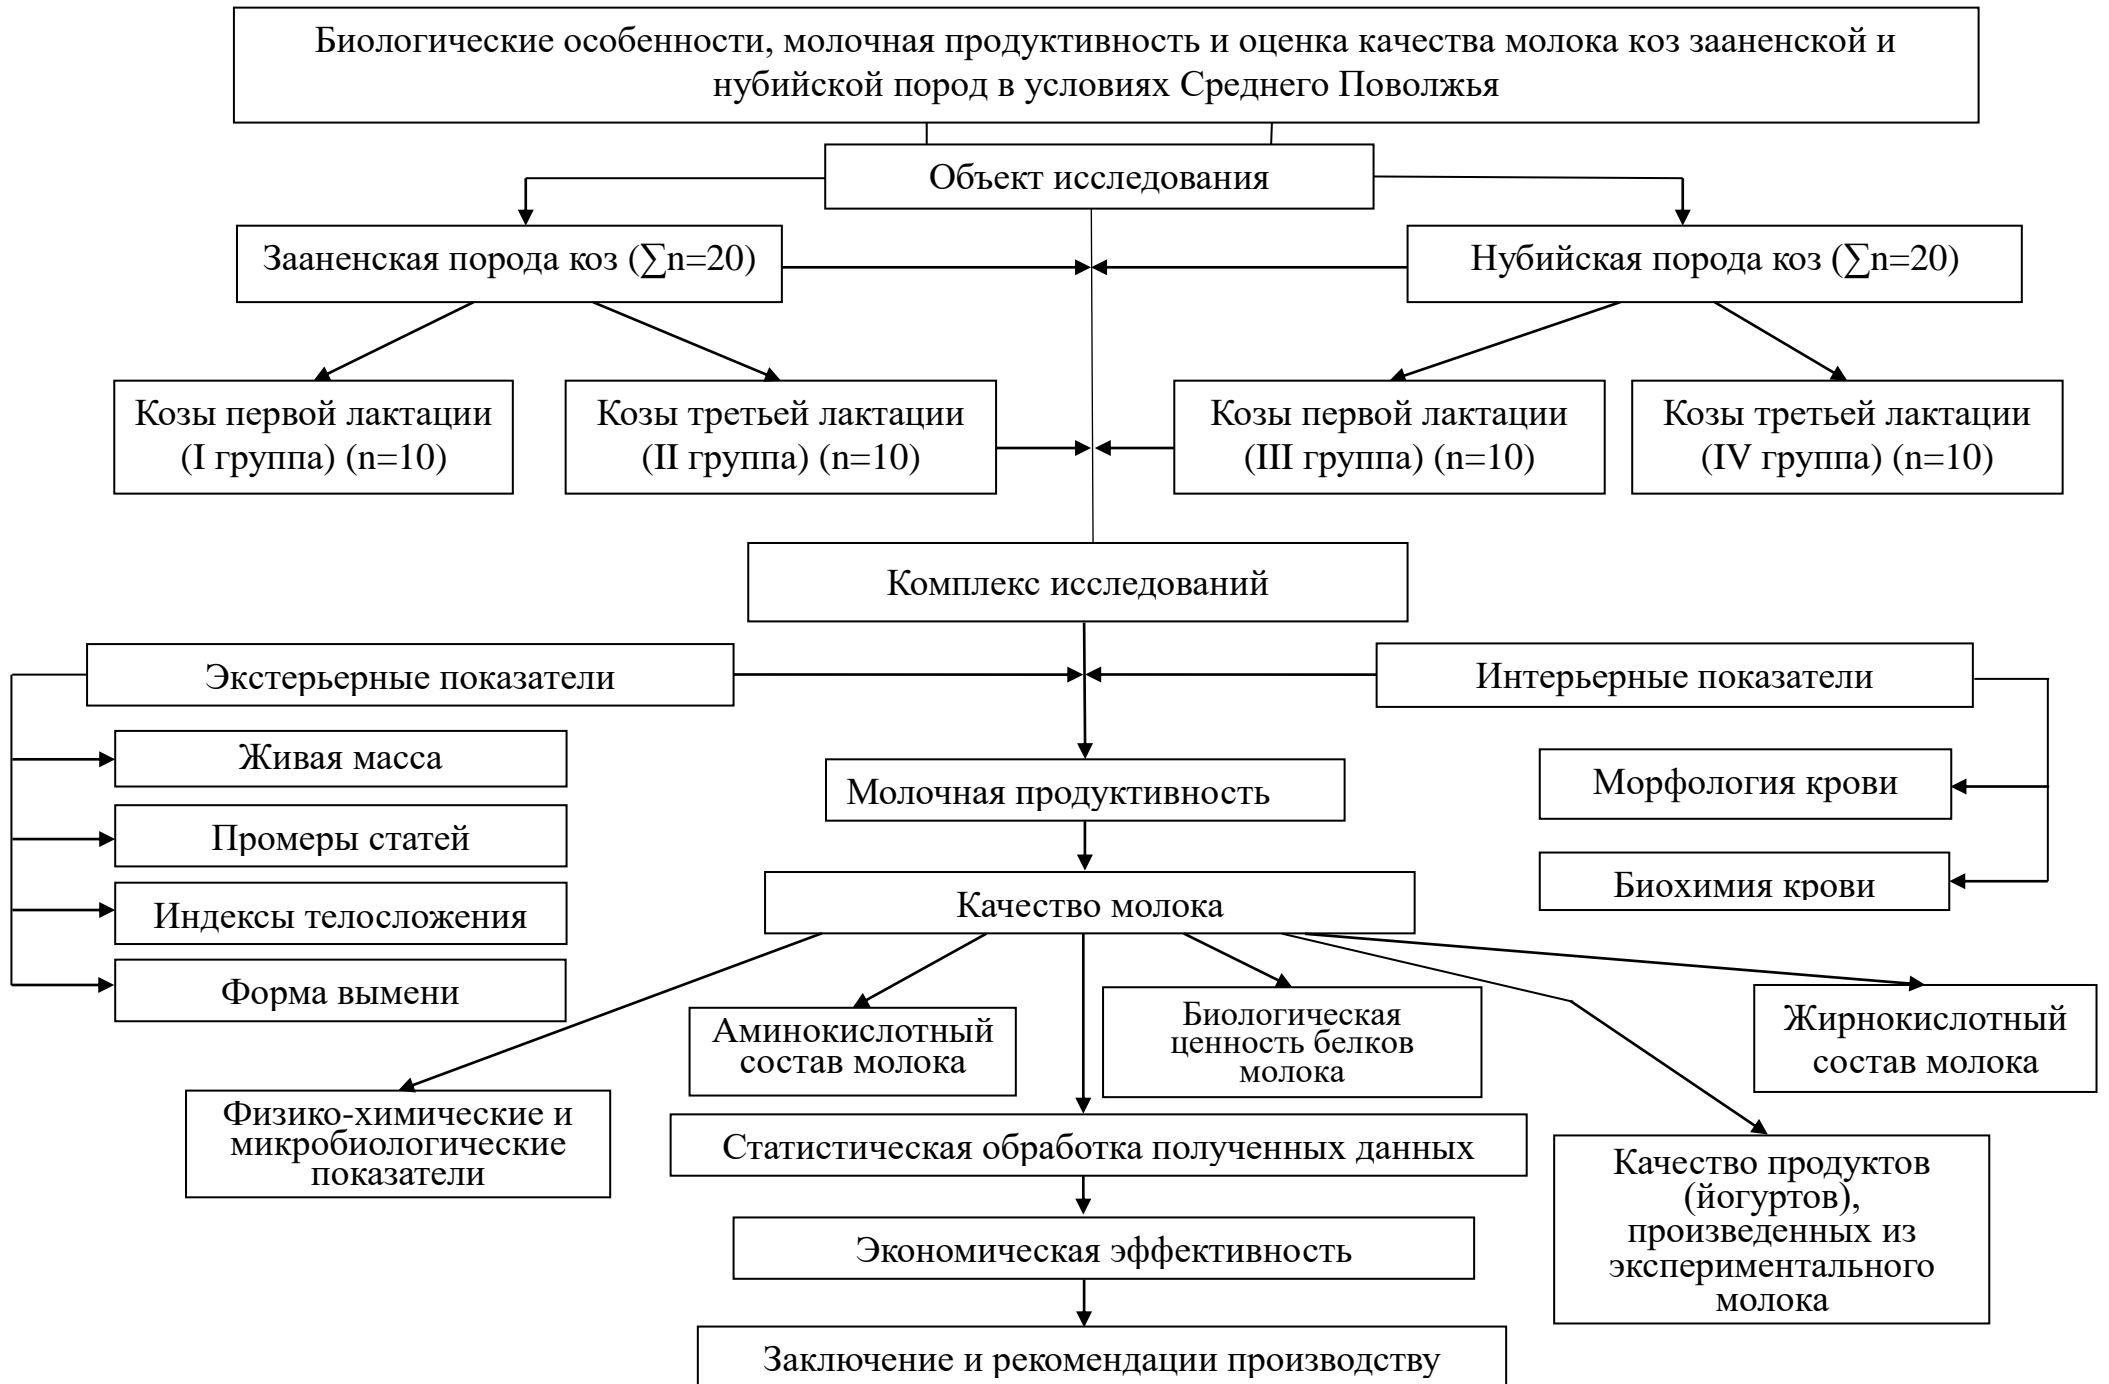 Биологические особенности, молочная продуктивность и оценка качества молока коз зааненской и
нубийской пород в условиях Среднего Поволжья
Объект исследования
Зааненская порода коз (∑n=20)
Нубийская порода коз (∑n=20)
Козы первой лактации
(I группа) (n=10)
Козы третьей лактации
(II группа) (n=10)
Козы первой лактации
(III группа) (n=10)
Козы третьей лактации
(IV группа) (n=10)
Комплекс исследований
Экстерьерные показатели
Интерьерные показатели
Живая масса
Промеры статей
Индексы телосложения
Форма вымени
Молочная продуктивность
Морфология крови
Биохимия крови
Качество молока
Физико-химические и
микробиологические
показатели
Аминокислотный
состав молока
Биологическая
ценность белков
молока
Жирнокислотный
состав молока
Статистическая обработка полученных данных
Качество продуктов
(йогуртов),
произведенных из
экспериментального
молока
Экономическая эффективность
Заключение и рекомендации производству